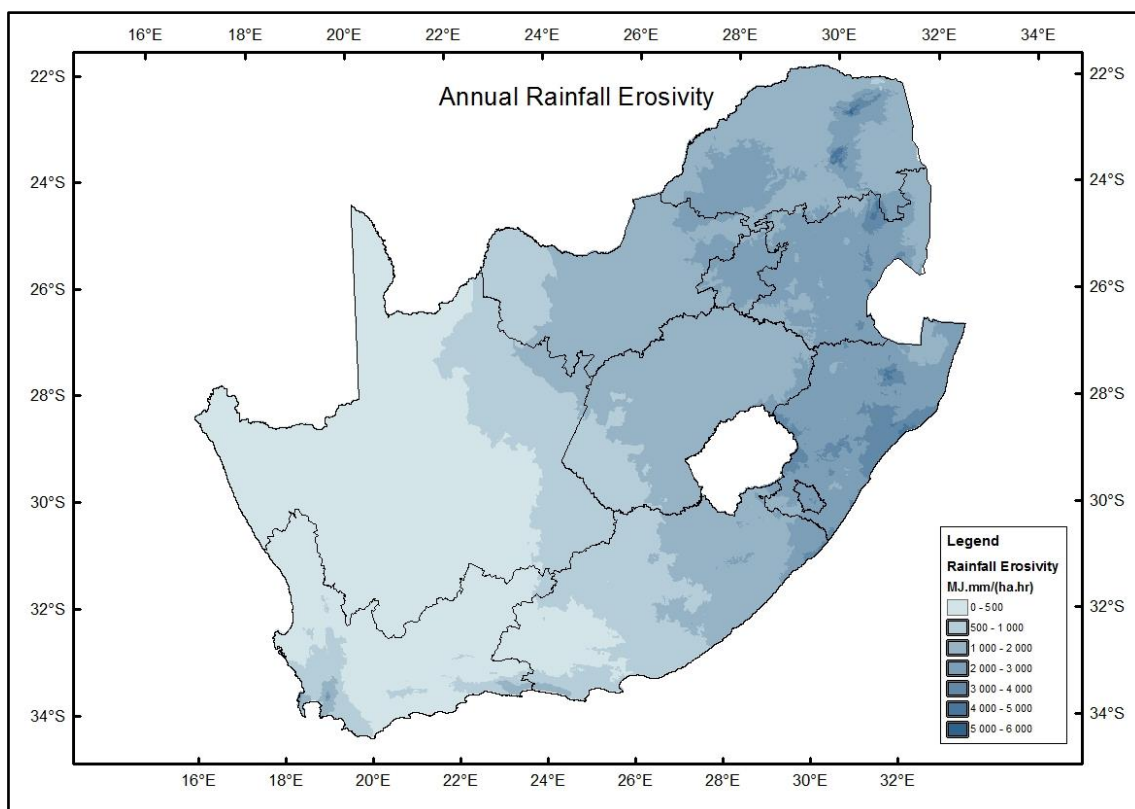 16°E 18°E 20°E 22°E 24°E 26°E 28°E 30°E 32°E 34°E
Annual Rainfall Erosivity
22°S 22°S
24°S 24°S
26°S 26°S
28°S 28°S
30°S 30°S
32°S 32°S
34°S 34°S
Legend
Rainfall Erosivity
MJ.mm/(ha.hr)
0 - 500
500 - 1 000
1 000 - 2 000
2 000 - 3 000
3 000 - 4 000
4 000 - 5 000
5 000 - 6 000
16°E 18°E 20°E 22°E 24°E 26°E 28°E 30°E 32°E